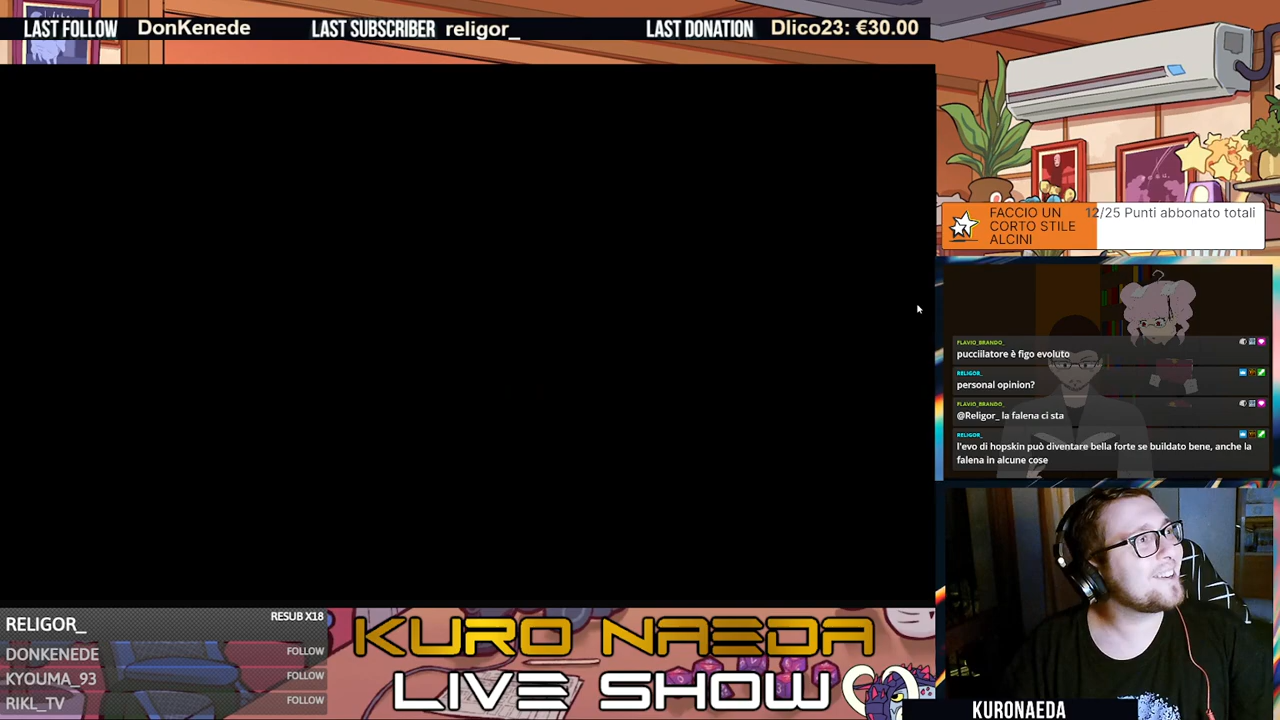 LAST FOLLOW DonKenede LAST SUBSCRIBER religor_ LAST DONATION Dlico23: €30.00
FACCIO UN
CORTO STILE
ALCINI
12/25 Punti abbonato totali
FLAVIO_BRANDO_
pucciilatore è figo evoluto
RELIGOR_
personal opinion?
FLAVIO_BRANDO_
@Religor_ la falena ci sta
RELIGOR_
l'evo di hopskin può diventare bella forte se buildato bene, anche la
falena in alcune cose
RELIGOR_ RESUB X18
DONKENEDE FOLLOW
KYOUMA_93 FOLLOW
RIKL_TV FOLLOW
KURO NAEDA
LIVE SHOW
KURONAEDA